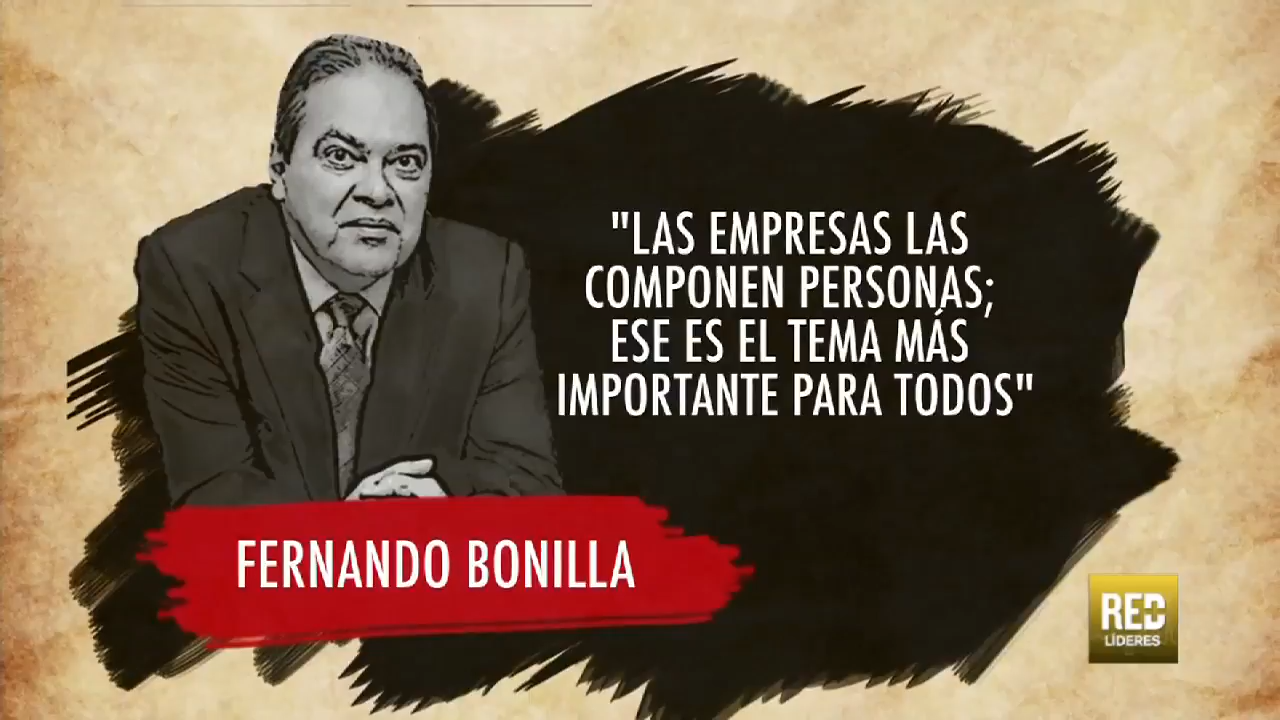 "LAS EMPRESAS LAS
COMPONEN PERSONAS;
ESE ES EL TEMA MÁS
IMPORTANTE PARA TODOS"
FERNANDO BONILLA
RED
LÍDERES